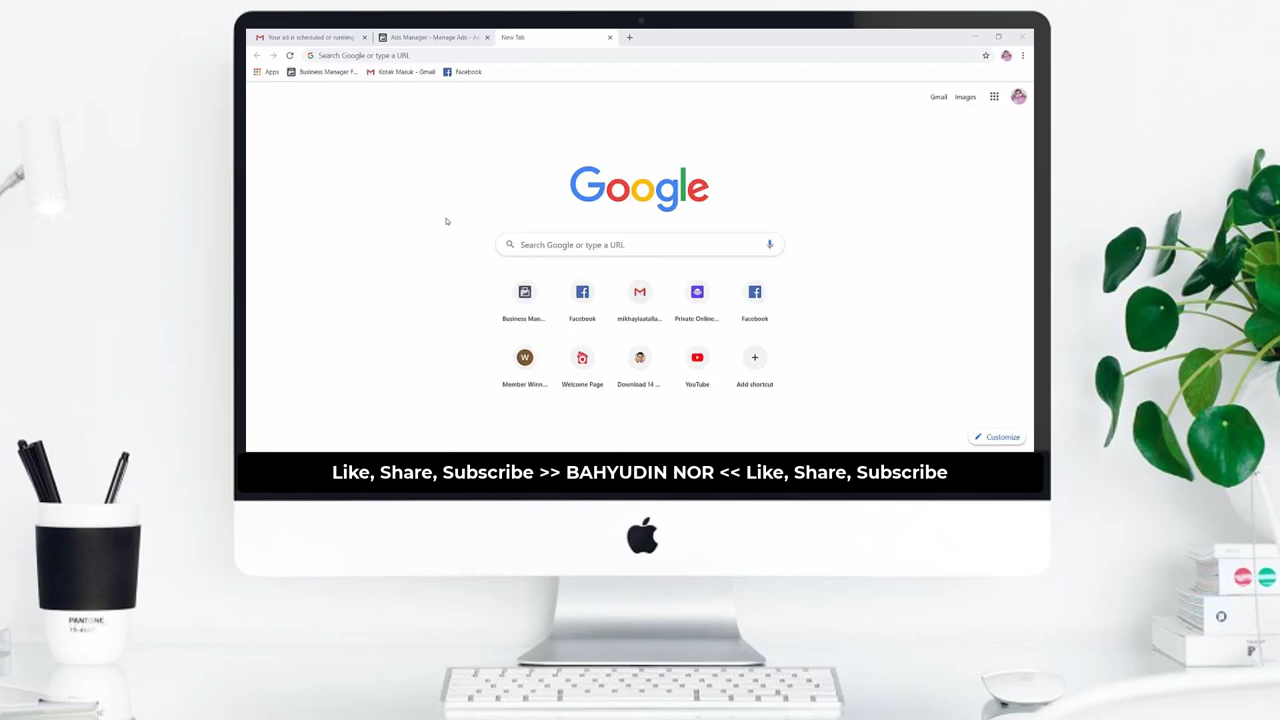 Your ad is scheduled or running
Ads Manager - Manage Ads - Ad
New Tab
Search Google or type a URL
Apps
Business Manager F...
Kotak Masuk - Gmail
Facebook
Gmail
Images
Google
Search Google or type a URL
Business Man...
Facebook
mikhaylaatalla...
Private Online...
Facebook
W
Member Winn...
Welcome Page
Download 14 ...
YouTube
Add shortcut
Customize
Like, Share, Subscribe >> BAHYUDIN NOR << Like, Share, Subscribe
PANTONE